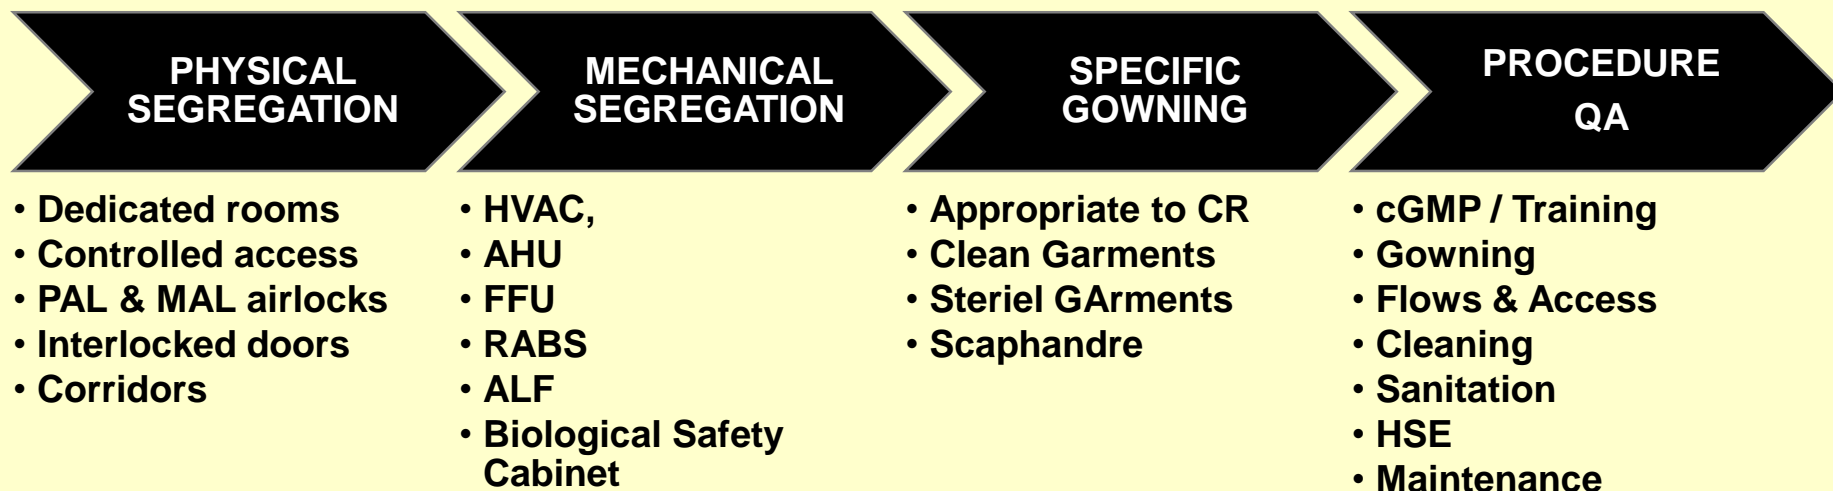 PHYSICAL
SEGREGATION
• Dedicated rooms
• Controlled access
• PAL & MAL airlocks
• Interlocked doors
• Corridors
MECHANICAL
SEGREGATION
• HVAC,
• AHU
• FFU
• RABS
• ALF
• Biological Safety
Cabinet
SPECIFIC
GOWNING
• Appropriate to CR
• Clean Garments
• Steriel GArments
• Scaphandre
PROCEDURE
QA
• cGMP / Training
• Gowning
• Flows & Access
• Cleaning
• Sanitation
• HSE
• Maintenance